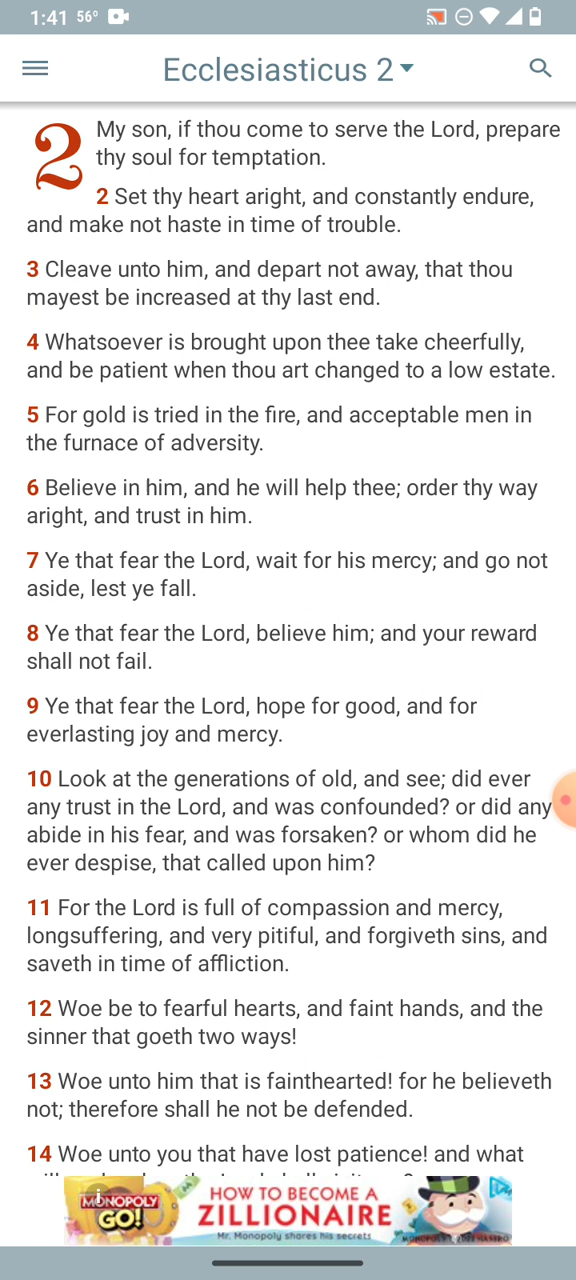 1:41 56°
Ecclesiasticus 2
2 My son, if thou come to serve the Lord, prepare
thy soul for temptation.
2 Set thy heart aright, and constantly endure,
and make not haste in time of trouble.
3 Cleave unto him, and depart not away, that thou
mayest be increased at thy last end.
4 Whatsoever is brought upon thee take cheerfully,
and be patient when thou art changed to a low estate.
5 For gold is tried in the fire, and acceptable men in
the furnace of adversity.
6 Believe in him, and he will help thee; order thy way
aright, and trust in him.
7 Ye that fear the Lord, wait for his mercy; and go not
aside, lest ye fall.
8 Ye that fear the Lord, believe him; and your reward
shall not fail.
9 Ye that fear the Lord, hope for good, and for
everlasting joy and mercy.
10 Look at the generations of old, and see; did ever
any trust in the Lord, and was confounded? or did any
abide in his fear, and was forsaken? or whom did he
ever despise, that called upon him?
11 For the Lord is full of compassion and mercy,
longsuffering, and very pitiful, and forgiveth sins, and
saveth in time of affliction.
12 Woe be to fearful hearts, and faint hands, and the
sinner that goeth two ways!
13 Woe unto him that is fainthearted! for he believeth
not; therefore shall he not be defended.
14 Woe unto you that have lost patience! and what
MONOPOLY
GO!
HOW TO BECOME A
ZILLIONAIRE
Mr. Monopoly shares his secrets